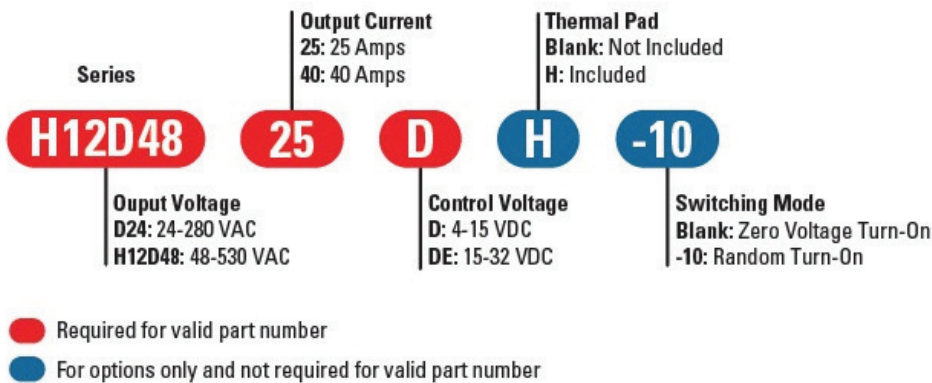 Output Current
25: 25 Amps
40: 40 Amps
Thermal Pad
Blank: Not Included
H: Included
Series
H12D48 25 D H -10
Ouput Voltage
D24: 24-280 VAC
H12D48: 48-530 VAC
Control Voltage
D: 4-15 VDC
DE: 15-32 VDC
Switching Mode
Blank: Zero Voltage Turn-On
-10: Random Turn-On
Required for valid part number
For options only and not required for valid part number